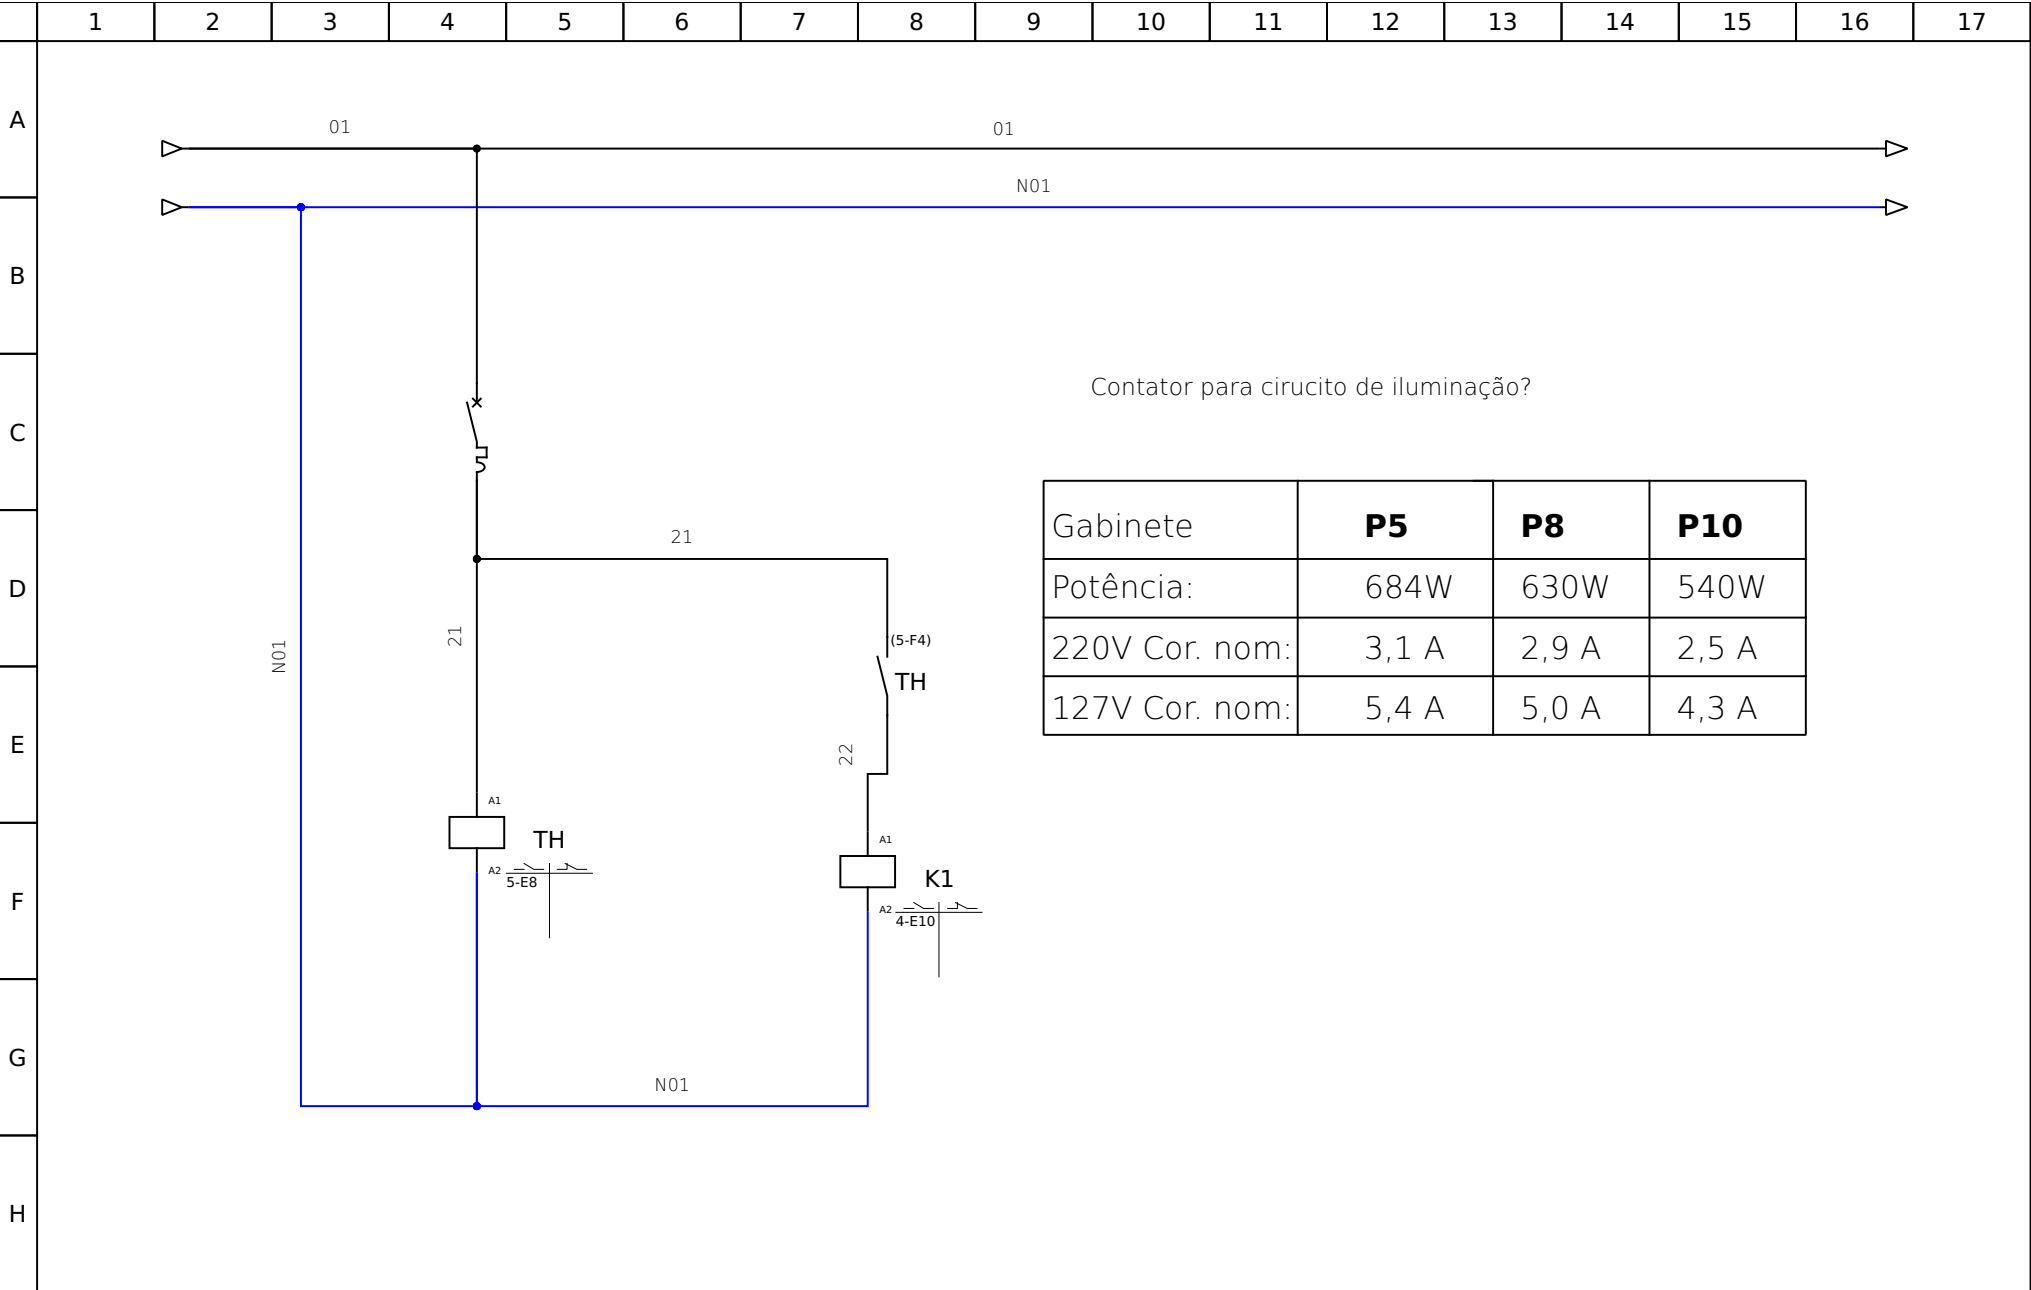 1 2 3 4 5 6 7 8 9 10 11 12 13 14 15 16 17
A
01 01
N01
B
Contator para cirucito de iluminação?
C
Gabinete P5 P8 P10
21
D
Potência: 684W 630W 540W
21
(5-F4)
220V Cor. nom: 3,1 A 2,9 A 2,5 A
N01
TH
127V Cor. nom: 5,4 A 5,0 A 4,3 A
E
22
A1
TH
A1
A2
5-E8
K1
F
A2
4-E10
G
N01
H